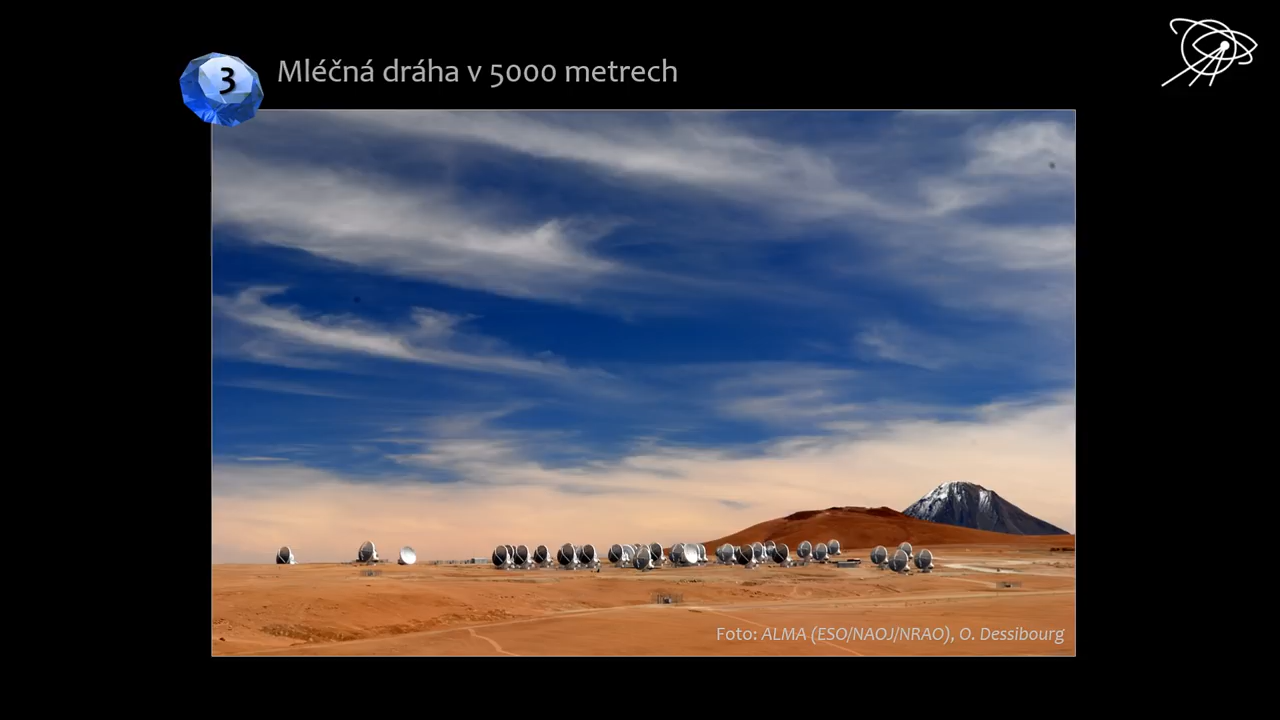 3
Mléčná dráha v 5000 metrech
Foto: ALMA (ESO/NAOJ/NRAO), O. Dessibourg